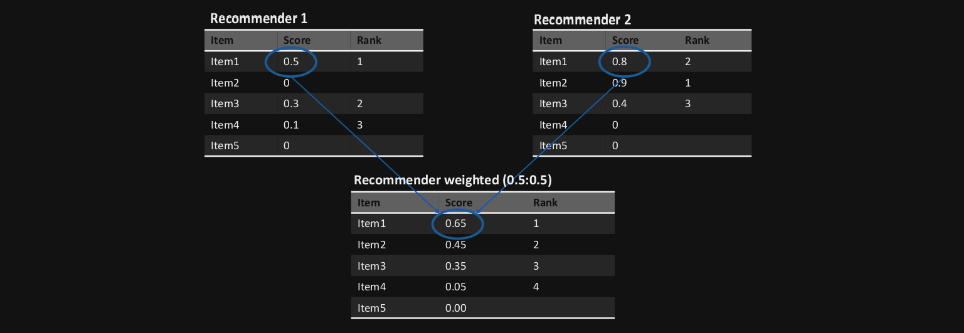 Recommender 1
Item Score Rank
Item1 0.5 1
Item2 0
Item3 0.3 2
Item4 0.1 3
Item5 0
Recommender 2
Item Score Rank
Item1 0.8 2
Item2 0.9 1
Item3 0.4 3
Item4 0
Item5 0
Recommender weighted (0.5:0.5)
Item Score Rank
Item1 0.65 1
Item2 0.45 2
Item3 0.35 3
Item4 0.05 4
Item5 0.00